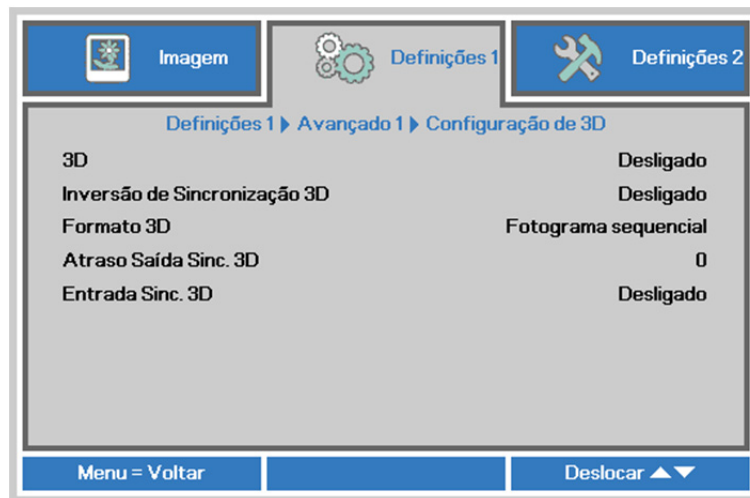 Imagem
Definições 1
Definições 2
Definições 1 ▶ Avançado 1 ▶ Configuração de 3D
3D Desligado
Inversão de Sincronização 3D Desligado
Formato 3D Fotograma sequencial
Atraso Saída Sinc. 3D 0
Entrada Sinc. 3D Desligado
Menu = Voltar
Deslocar ▲▼